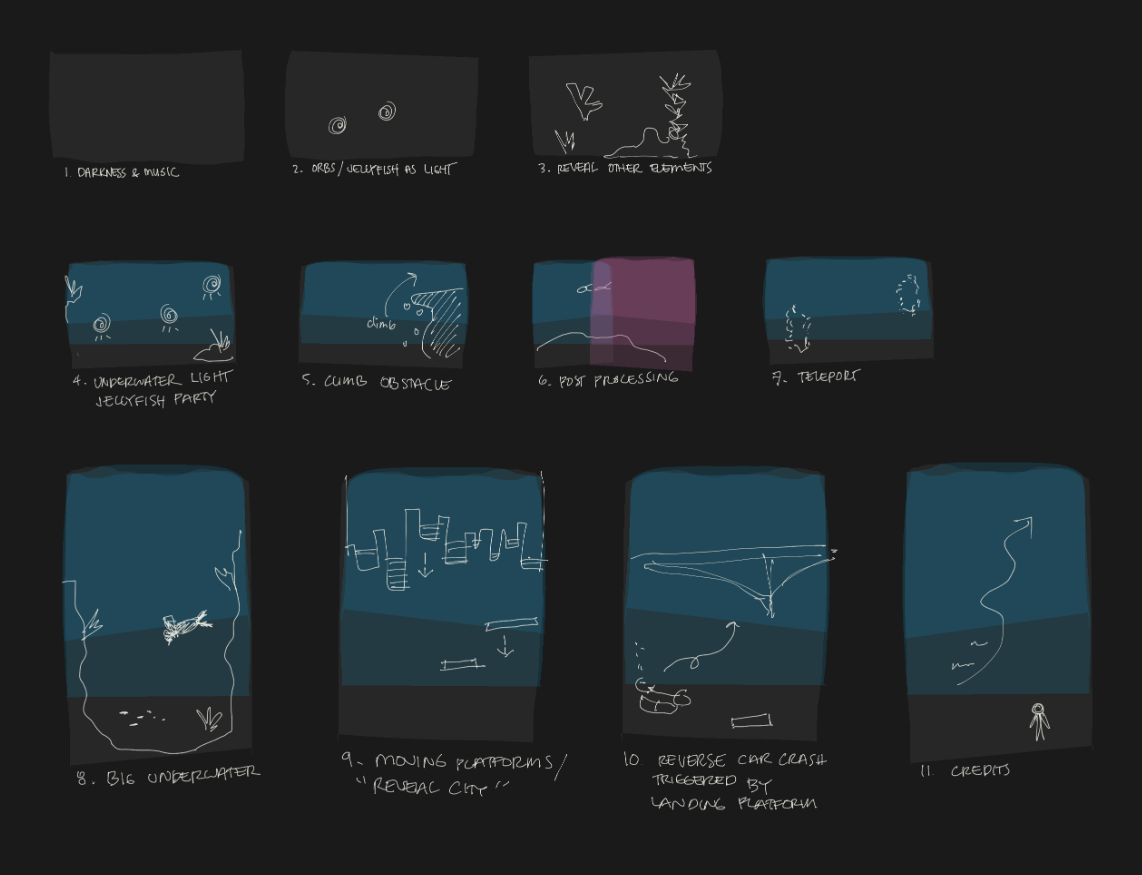 1. DARKNESS & MUSIC
2. ORBS/JELLYFISH AS LIGHT
3. REVEAL OTHER ELEMENTS
climb
4. UNDERWATER LIGHT
JELLYFISH PARTY
5. CLIMB OBSTACLE
6. POST PROCESSING
7. TELEPORT
8. BIG UNDERWATER
9. MOVING PLATFORMS/
"REVEAL CITY"
10 REVERSE CAR CRASH
TRIGGERED BY
LANDING PLATFORM
11. CREDITS